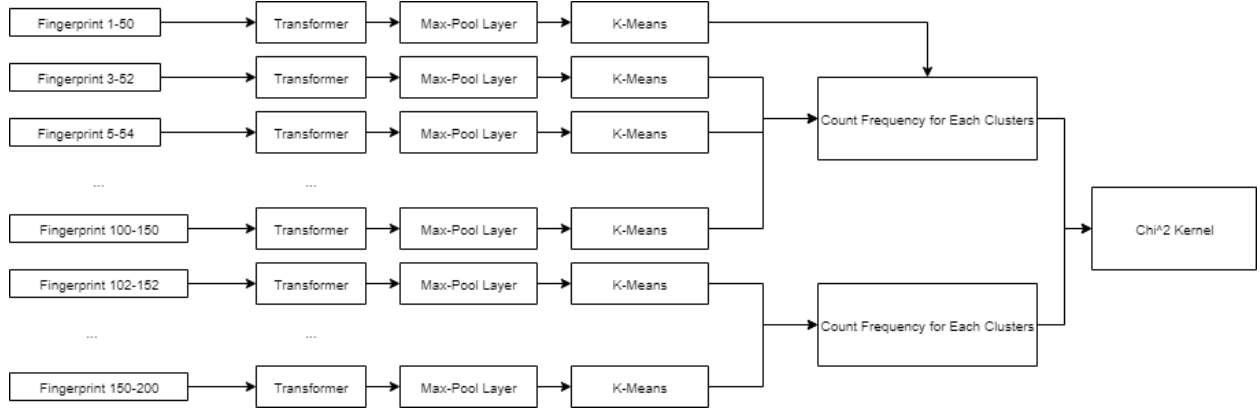 Fingerprint 1-50
Transformer
Max-Pool Layer
K-Means
Fingerprint 3-52
Transformer
Max-Pool Layer
K-Means
Count Frequency for Each Clusters
Fingerprint 5-54
Transformer
Max-Pool Layer
K-Means
...
...
Fingerprint 100-150
Transformer
Max-Pool Layer
K-Means
Chi^2 Kernel
Fingerprint 102-152
Transformer
Max-Pool Layer
K-Means
Count Frequency for Each Clusters
...
...
Fingerprint 150-200
Transformer
Max-Pool Layer
K-Means